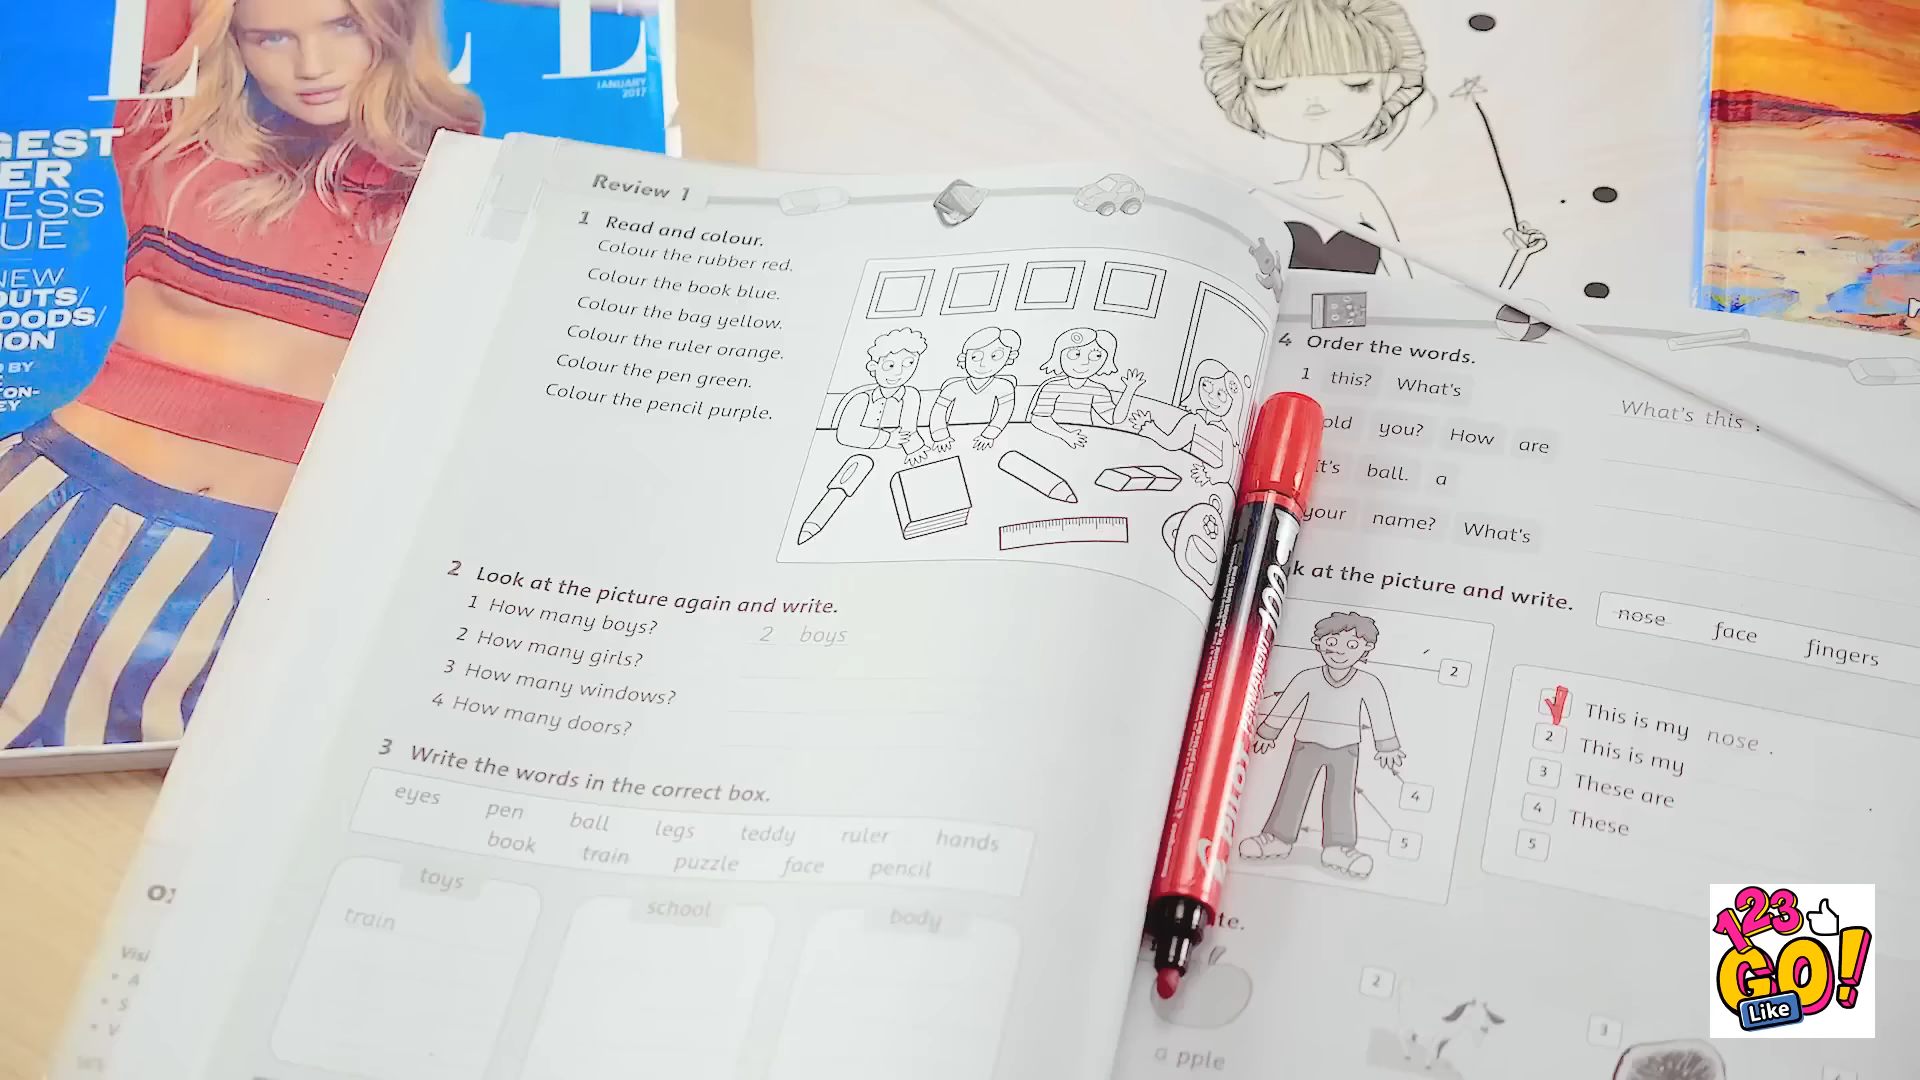 JANUARY
2017
ESS
UE
NEW
OUTS/
OODS/
BY
EY
Review 1
1 Read and colour.
Colour the rubber red.
Colour the book blue.
Colour the bag yellow.
Colour the ruler orange.
Colour the pen green.
Colour the pencil purple.
2 Look at the picture again and write.
1 How many boys? 2 boys
2 How many girls?
3 How many windows?
4 How many doors?
3 Write the words in the correct box.
eyes pen ball legs teddy ruler hands
book train puzzle face pencil
toys school body
train
4 Order the words.
1 this? What's What's this
old you? How are
It's ball. a
your name? What's
k at the picture and write.
nose face fingers
2
4
5
This is my nose.
2 This is my
3 These are
4 These
5
te.
2
3
a pple
PILOT
PERMANENT
123
GO!
Like